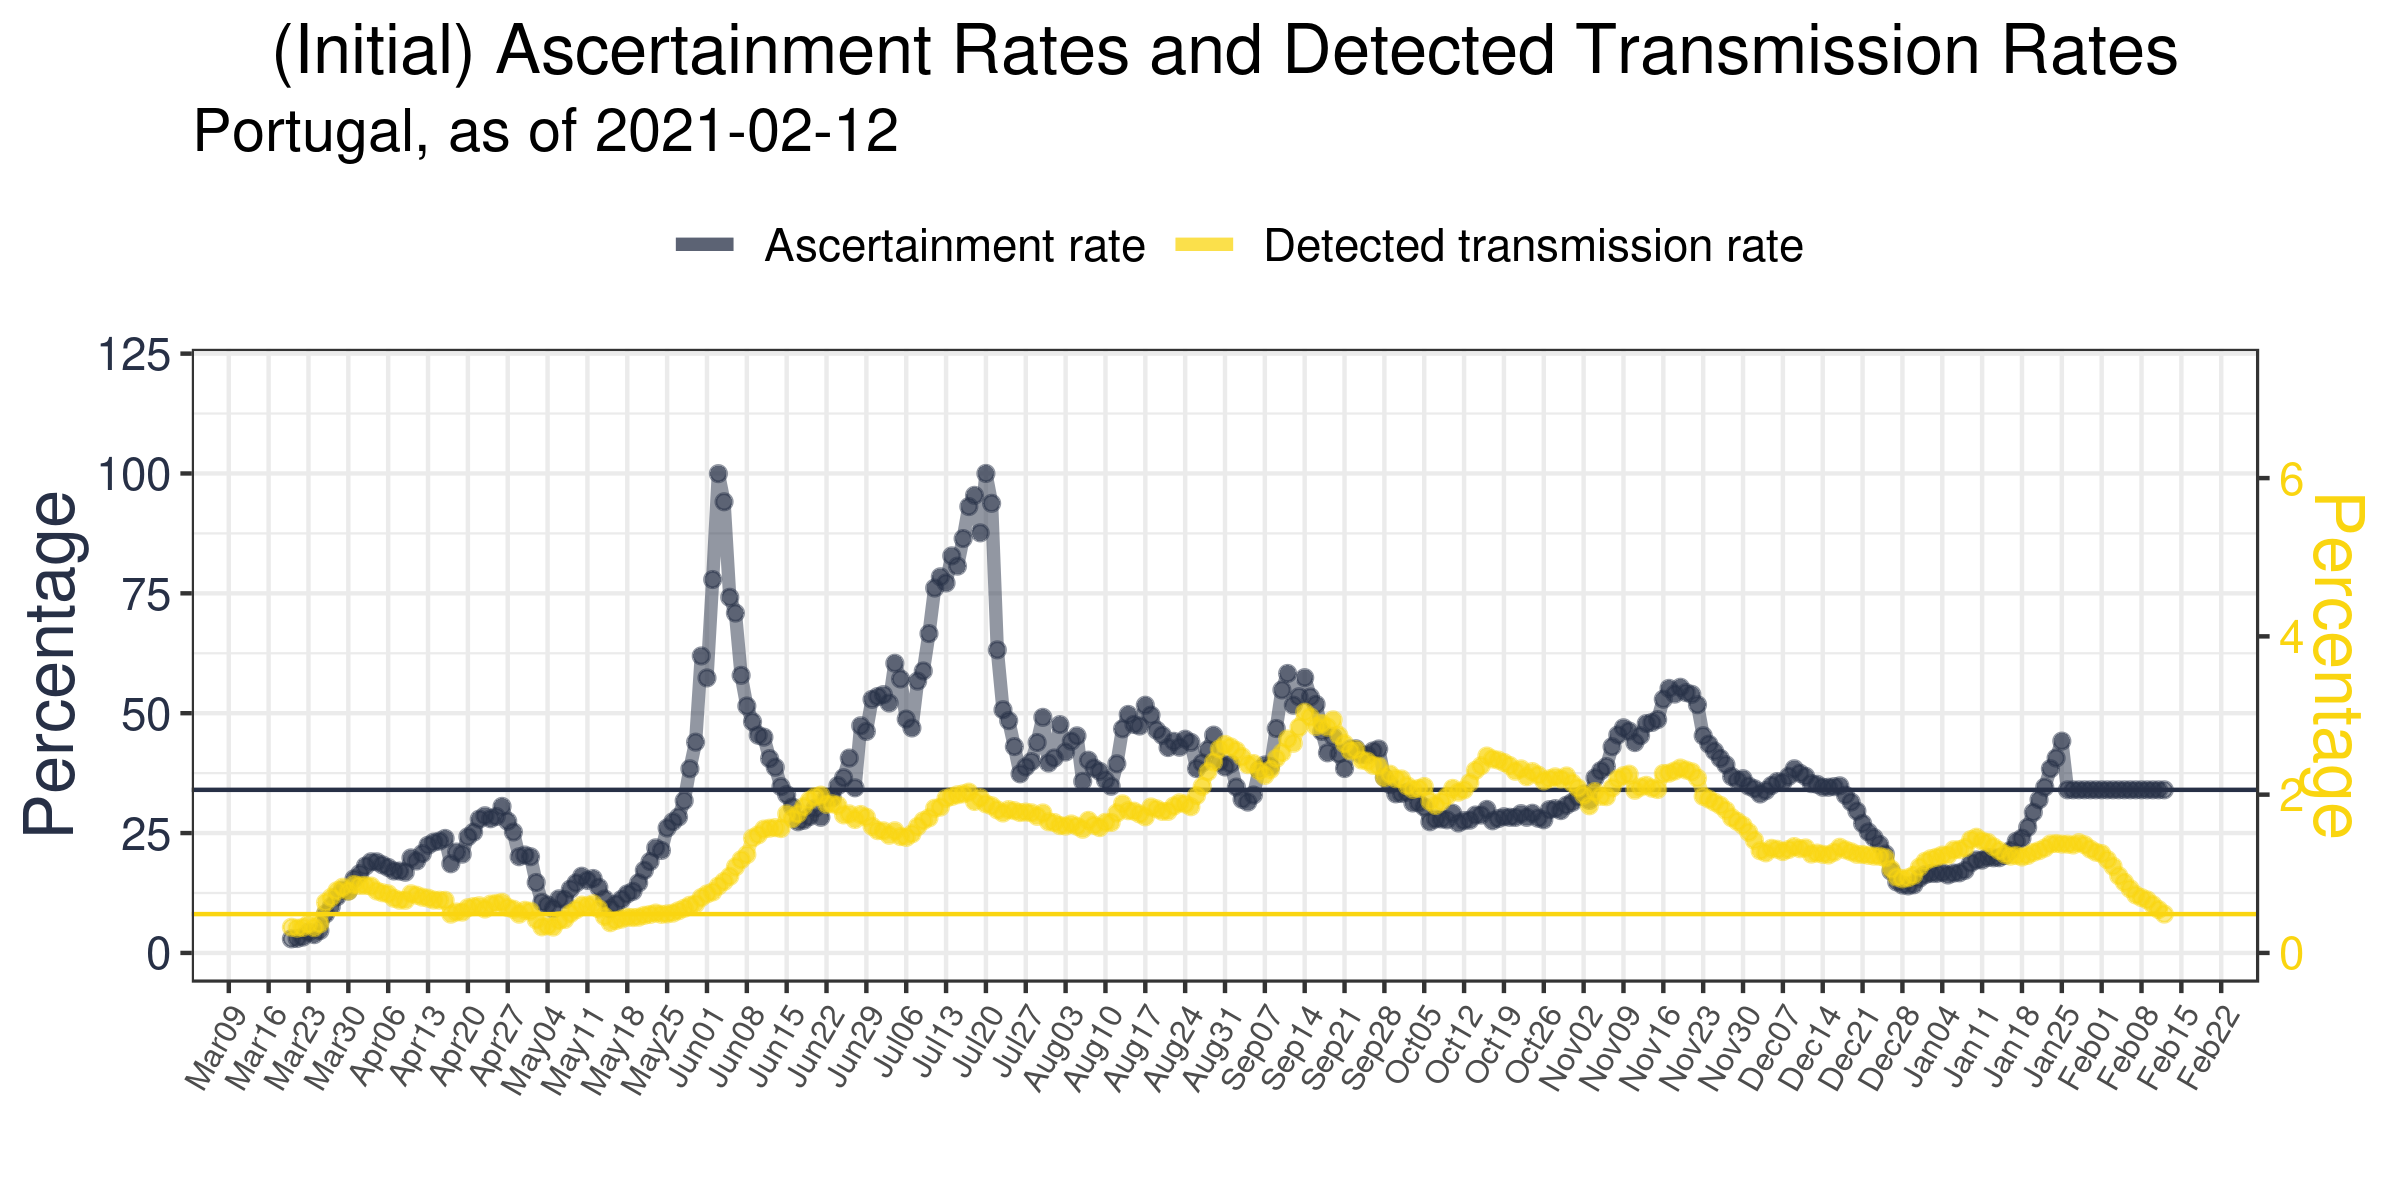 (Initial) Ascertainment Rates and Detected Transmission Rates
Portugal, as of 2021-02-12
Ascertainment rate
Detected transmission rate
Percentage
125
100
75
50
25
0
6
4
2
0
Percentage
Mar09
Mar16
Mar23
Mar30
Apr06
Apr13
Apr20
Apr27
May04
May11
May18
May25
Jun01
Jun08
Jun15
Jun22
Jun29
Jul06
Jul13
Jul20
Jul27
Aug03
Aug10
Aug17
Aug24
Aug31
Sep07
Sep14
Sep21
Sep28
Oct05
Oct12
Oct19
Oct26
Nov02
Nov09
Nov16
Nov23
Nov30
Dec07
Dec14
Dec21
Dec28
Jan04
Jan11
Jan18
Jan25
Feb01
Feb08
Feb15
Feb22